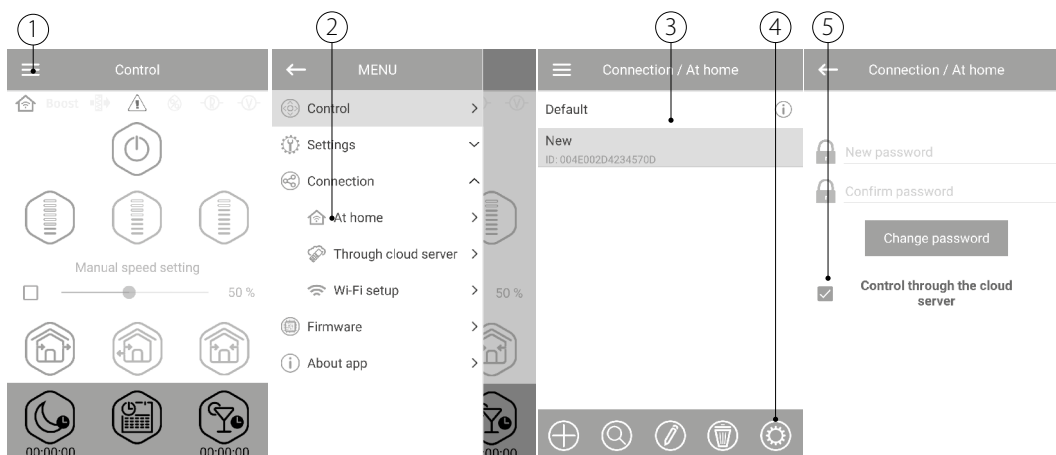 1
2
3
4
5
Control
Boost
Manual speed setting
50 %
00:00:00
00:00:00
MENU
Control
Settings
Connection
At home
Through cloud server
Wi-Fi setup
Firmware
About app
50 %
00:00
Connection / At home
Default
New
ID: 004E002D4234570D
Connection / At home
New password
Confirm password
Change password
Control through the cloud
server